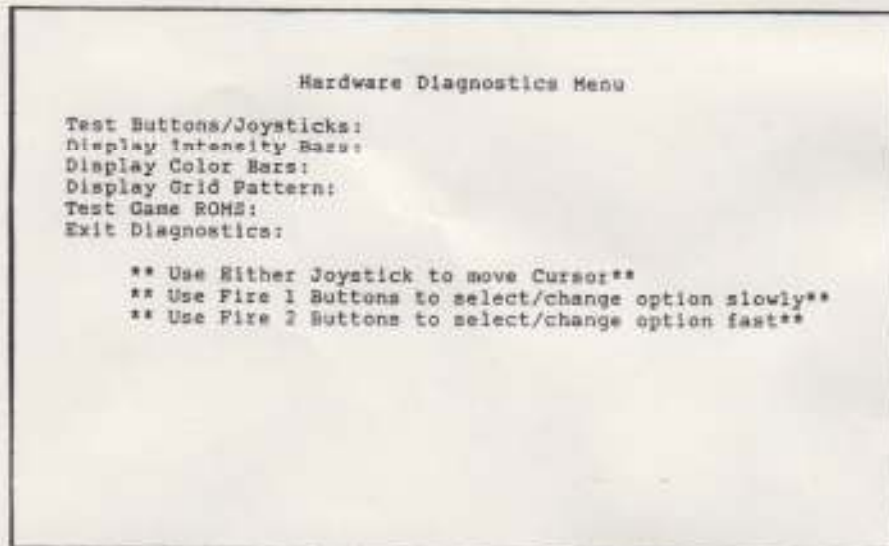 Hardware Diagnostics Menu
Test Buttons/Joysticks:
Display Intensity Bars:
Display Color Bars:
Display Grid Pattern:
Test Game ROMS:
Exit Diagnostics:
** Use Either Joystick to move Cursor**
** Use Fire 1 Buttons to select/change option slowly**
** Use Fire 2 Buttons to select/change option fast**